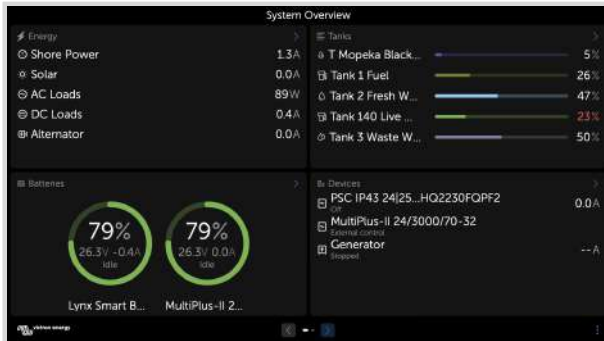 System Overview
Energy
Shore Power 1.3A
Solar 0.0A
AC Loads 89W
DC Loads 0.4A
Alternator 0.0A
Tanks
T Mopeka Black... 5%
Tank 1 Fuel 26%
Tank 2 Fresh W... 47%
Tank 140 Live ... 23%
Tank 3 Waste W... 50%
Batteries
79% 79%
26.3V -0.4A 26.3V 0.0A
Idle Idle
Lynx Smart B... MultiPlus-II 2...
Devices
PSC IP43 24|25...HQ2230FQPF2 0.0A
Off
MultiPlus-II 24/3000/70-32
External control
Generator --A
Stopped
victron energy